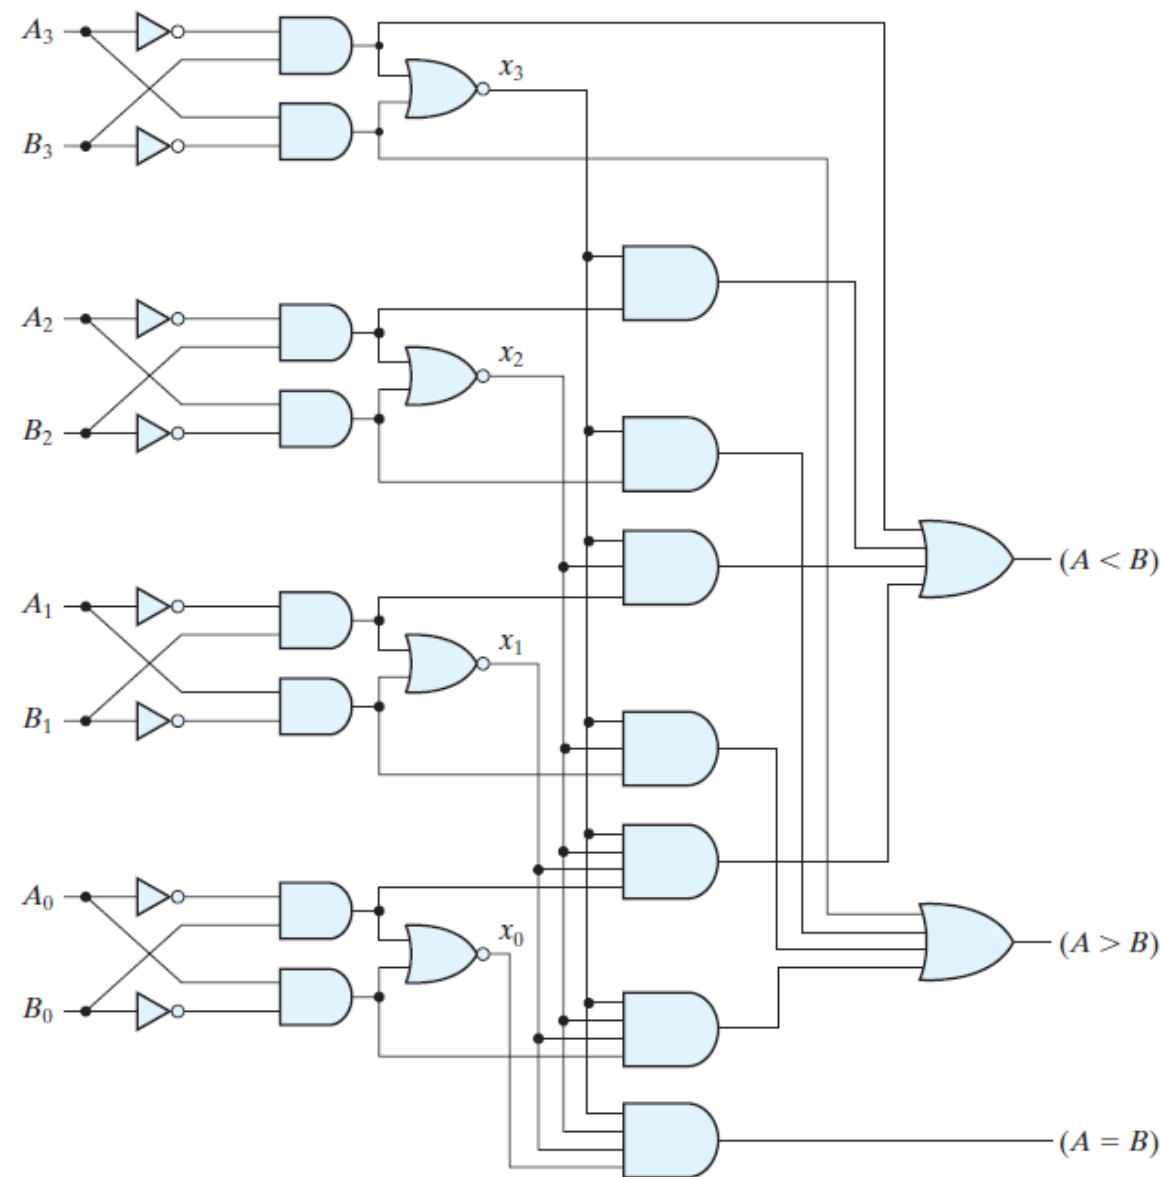 A₃
x₃
B₃
A₂
x₂
B₂
(A < B)
A₁
x₁
B₁
A₀
x₀
(A > B)
B₀
(A = B)